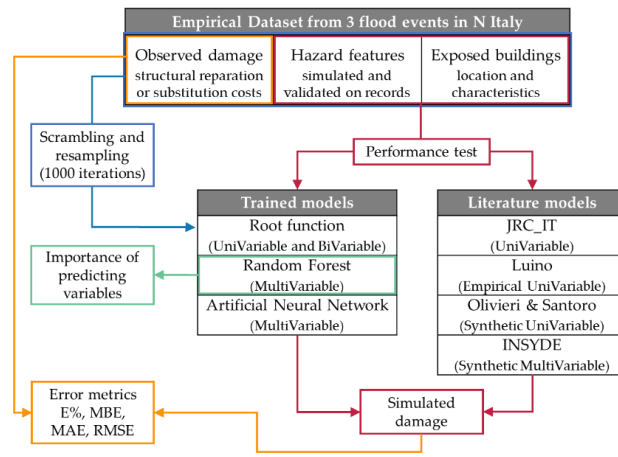 Empirical Dataset from 3 flood events in N Italy
Observed damage
structural reparation
or substitution costs
Hazard features
simulated and
validated on records
Exposed buildings
location and
characteristics
Scrambling and
resampling
(1000 iterations)
Performance test
Trained models
Root function
(UniVariable and BiVariable)
Random Forest
(MultiVariable)
Artificial Neural Network
(MultiVariable)
Literature models
JRC_IT
(UniVariable)
Luino
(Empirical UniVariable)
Olivieri & Santoro
(Synthetic UniVariable)
INSYDE
(Synthetic MultiVariable)
Importance of
predicting
variables
Error metrics
E%, MBE,
MAE, RMSE
Simulated
damage